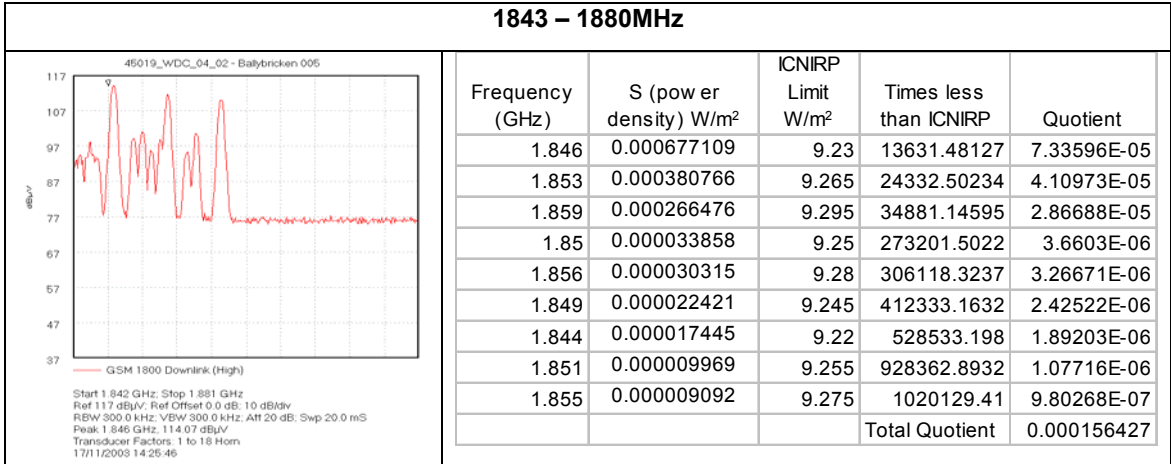 1843 – 1880MHz
45019_WDC_04_02 - Ballybricken 005
117
107
97
87
77
67
57
47
37
dBµV
GSM 1800 Downlink (High)
Start 1.842 GHz; Stop 1.881 GHz
Ref 117 dBµV; Ref Offset 0.0 dB; 10 dB/div
RBW 300.0 kHz; VBW 300.0 kHz; Att 20 dB; Swp 20.0 mS
Peak 1.846 GHz, 114.07 dBµV
Transducer Factors: 1 to 18 Horn
17/11/2003 14:25:46
Frequency (GHz) S (pow er density) W/m² ICNIRP Limit W/m² Times less than ICNIRP Quotient
1.846 0.000677109 9.23 13631.48127 7.33596E-05
1.853 0.000380766 9.265 24332.50234 4.10973E-05
1.859 0.000266476 9.295 34881.14595 2.86688E-05
1.85 0.000033858 9.25 273201.5022 3.6603E-06
1.856 0.000030315 9.28 306118.3237 3.26671E-06
1.849 0.000022421 9.245 412333.1632 2.42522E-06
1.844 0.000017445 9.22 528533.198 1.89203E-06
1.851 0.000009969 9.255 928362.8932 1.07716E-06
1.855 0.000009092 9.275 1020129.41 9.80268E-07
Total Quotient 0.000156427